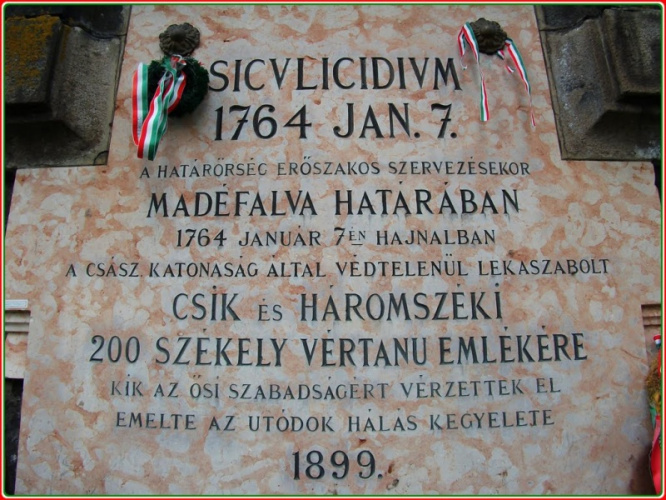 SICVLICIDIVM
1764 JAN. 7.
A HATÁRŐRSÉG ERŐSZAKOS SZERVEZÉSEKOR
MADÉFALVA HATÁRÁBAN
1764 JANUÁR 7ÉN HAJNALBAN
A CSÁSZ. KATONASÁG ÁLTAL VÉDTELENÜL LEKASZABOLT
CSÍK ÉS HÁROMSZÉKI
200 SZÉKELY VÉRTANU EMLÉKÉRE
KIK AZ ŐSI SZABADSÁGÉRT VÉRZETTEK EL
EMELTE AZ UTÓDOK HÁLÁS KEGYELETE
1899.